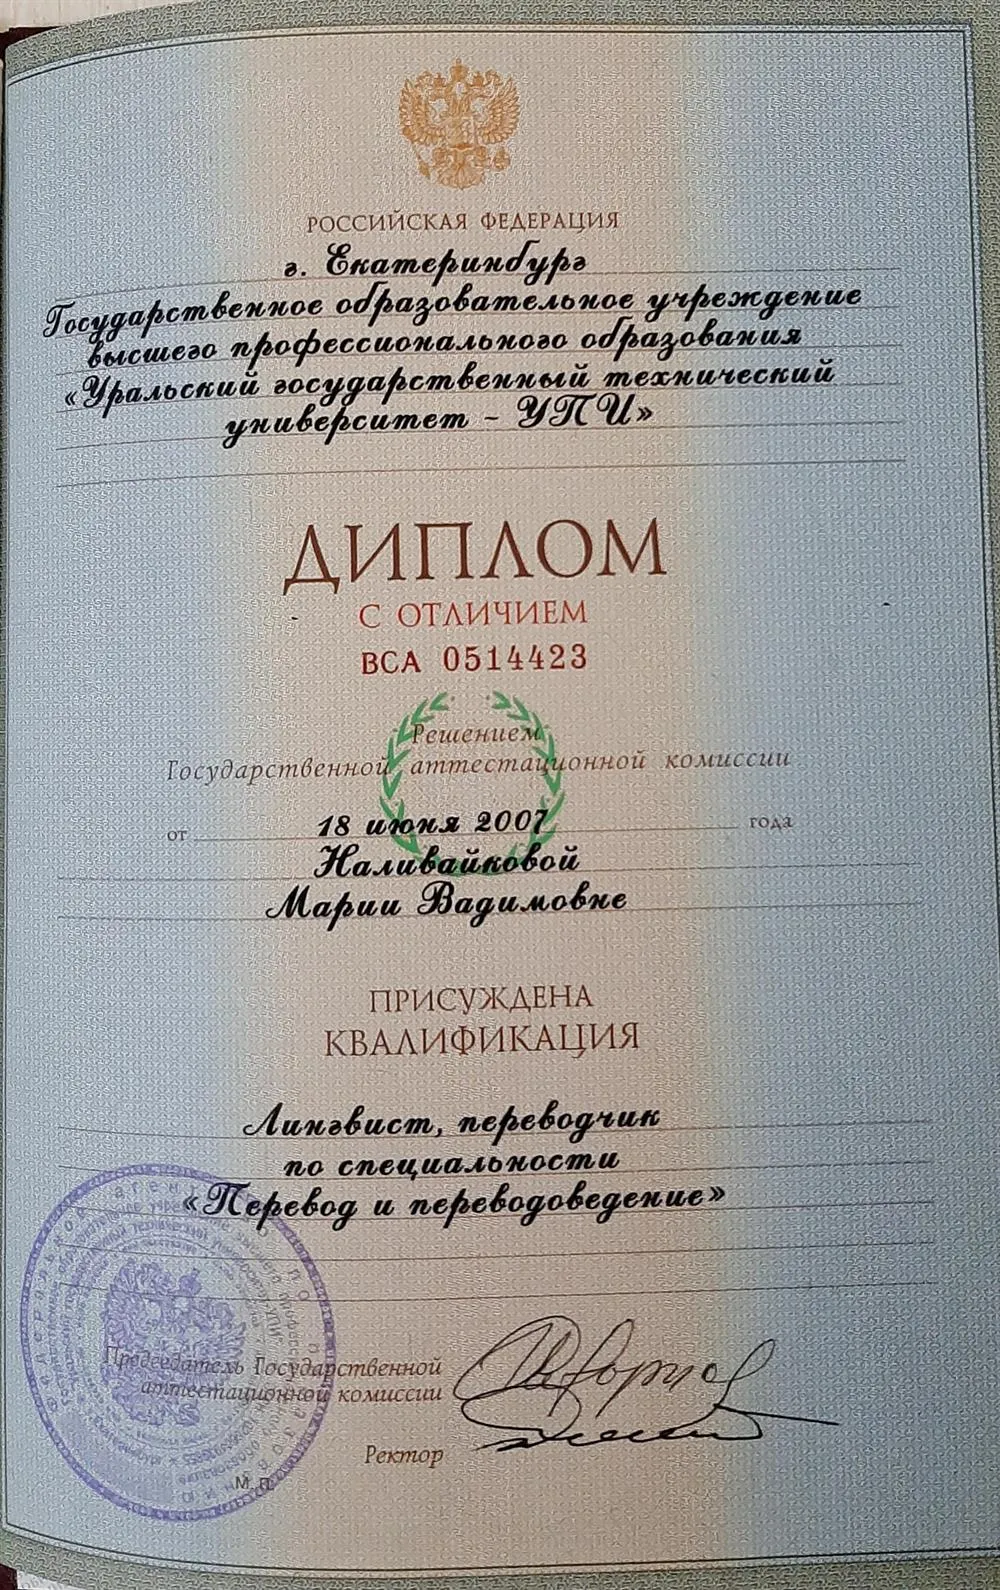 РОССИЙСКАЯ ФЕДЕРАЦИЯ
г. Екатеринбург
Государственное образовательное учреждение
высшего профессионального образования
«Уральский государственный технический
университет - УПИ»
ДИПЛОМ
С ОТЛИЧИЕМ
ВСА 0514423
Решением
Государственной аттестационной комиссии
от 18 июня 2007 года
Наливайковой
Марии Вадимовне
ПРИСУЖДЕНА
КВАЛИФИКАЦИЯ
Лингвист, переводчик
по специальности
«Перевод и переводоведение»
Председатель Государственной
аттестационной комиссии
Ректор
М.П.